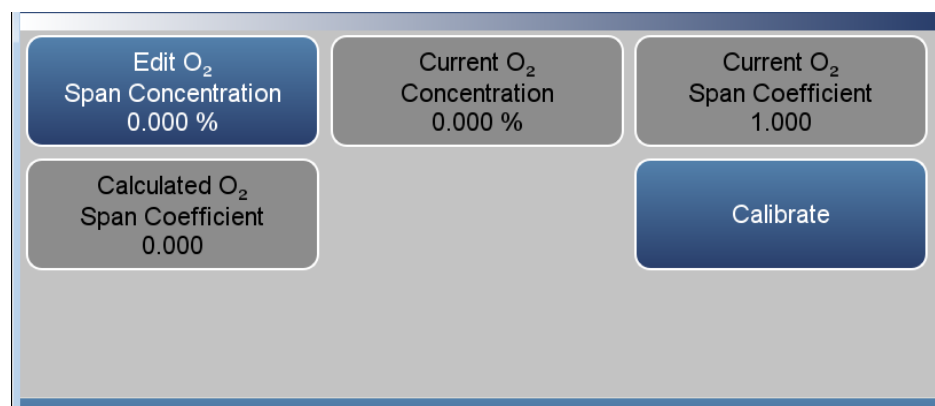 Edit O₂
Span Concentration
0.000 %
Current O₂
Concentration
0.000 %
Current O₂
Span Coefficient
1.000
Calculated O₂
Span Coefficient
0.000
Calibrate